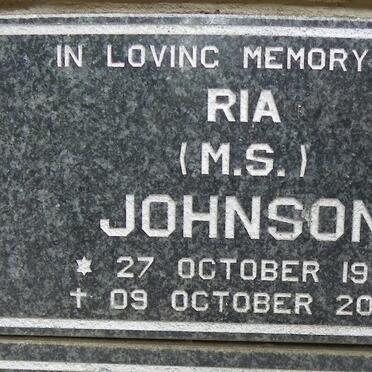 IN LOVING MEMORY
RIA
(M.S.)
JOHNSON
* 27 OCTOBER 19
† 09 OCTOBER 20